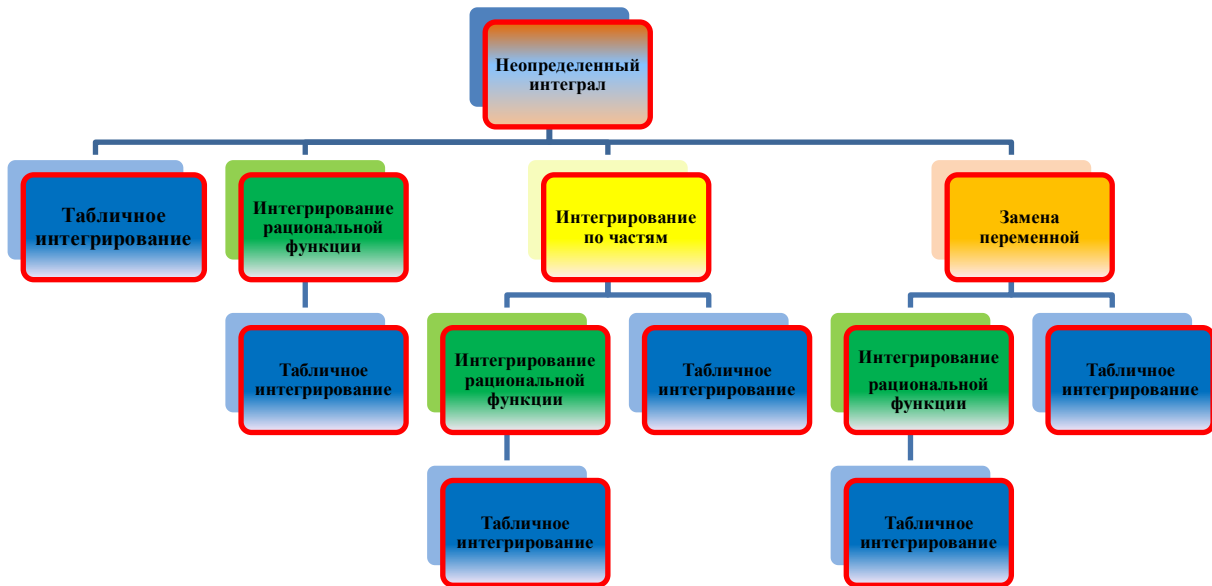 Неопределенный
интеграл
Табличное
интегрирование
Интегрирование
рациональной
функции
Интегрирование
по частям
Замена
переменной
Табличное
интегрирование
Интегрирование
рациональной
функции
Табличное
интегрирование
Интегрирование
рациональной
функции
Табличное
интегрирование
Табличное
интегрирование
Табличное
интегрирование